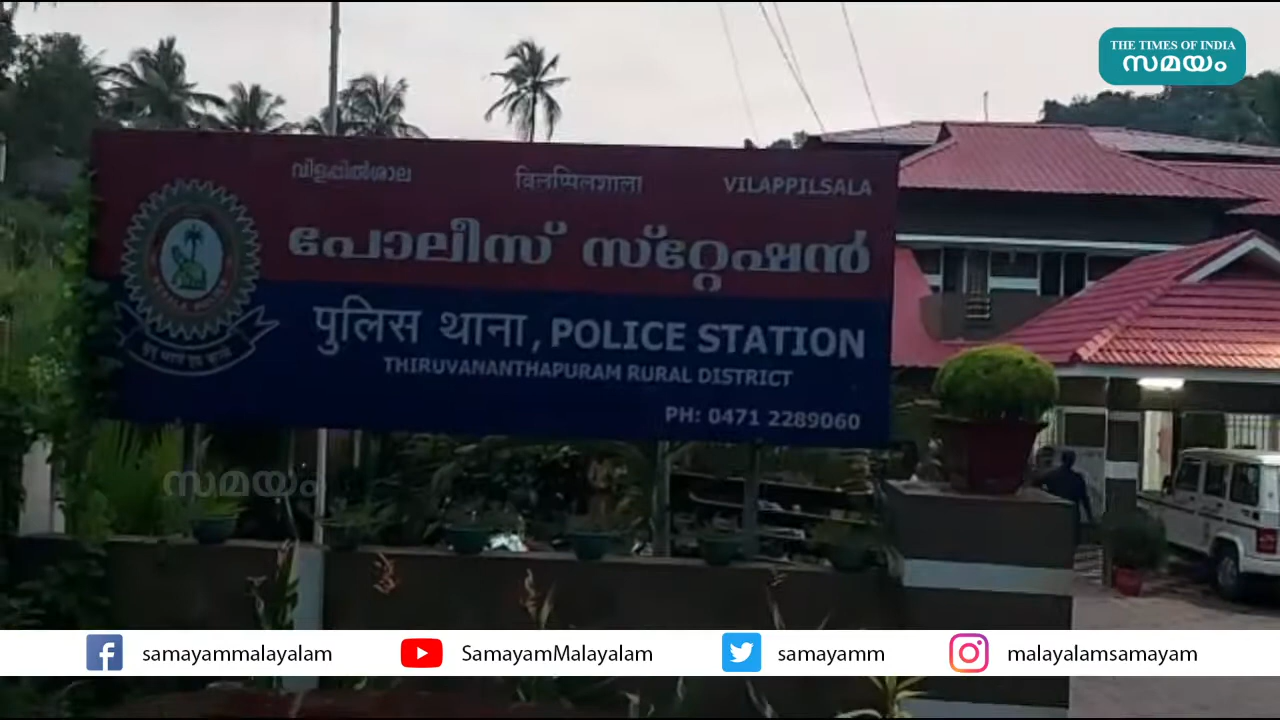 THE TIMES OF INDIA
സമയം
വിളപ്പിൽശാല विलप्पिलशाला VILAPPILSALA
പോലീസ് സ്റ്റേഷൻ
पुलिस थाना, POLICE STATION
THIRUVANANTHAPURAM RURAL DISTRICT
PH: 0471 2289060
സമയം
samayammalayalam SamayamMalayalam samayamm malayalamsamayam